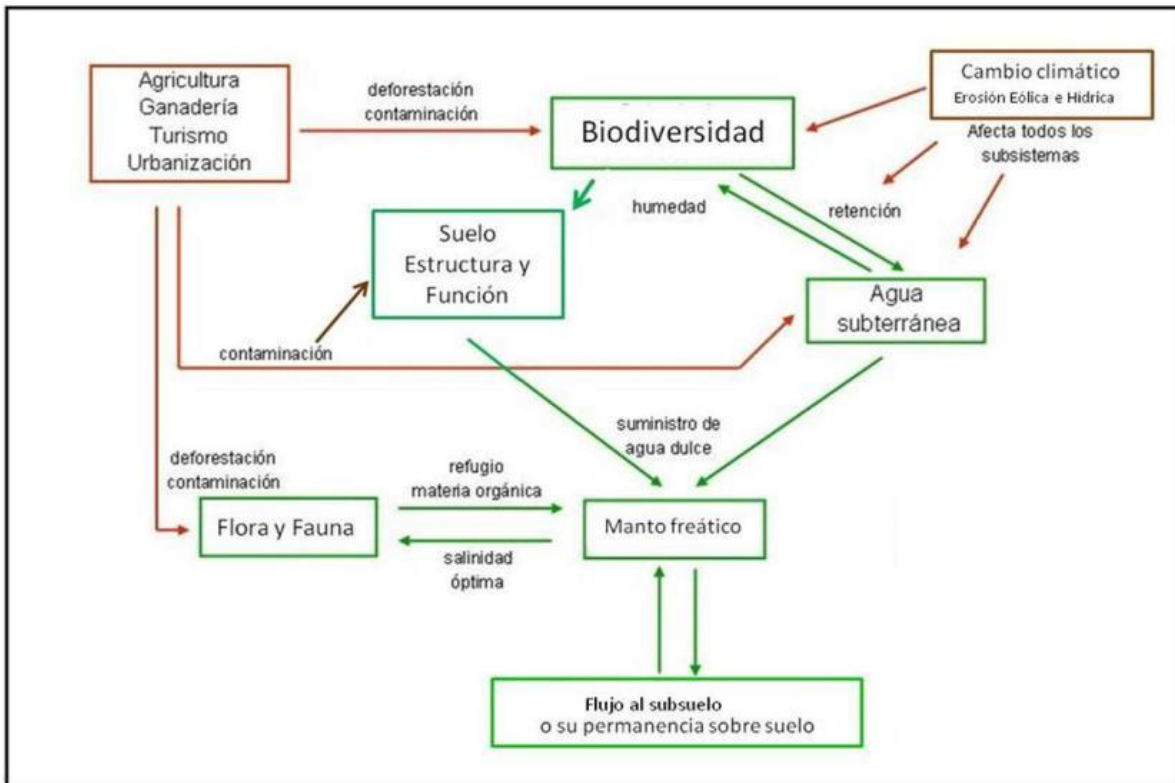 Agricultura
Ganadería
Turismo
Urbanización
deforestación
contaminación
Biodiversidad
Cambio climático
Erosión Eólica e Hídrica
Afecta todos los
subsistemas
humedad
retención
Suelo
Estructura y
Función
Agua
subterránea
contaminación
suministro de
agua dulce
deforestación
contaminación
refugio
materia orgánica
Flora y Fauna
Manto freático
salinidad
óptima
Flujo al subsuelo
o su permanencia sobre suelo